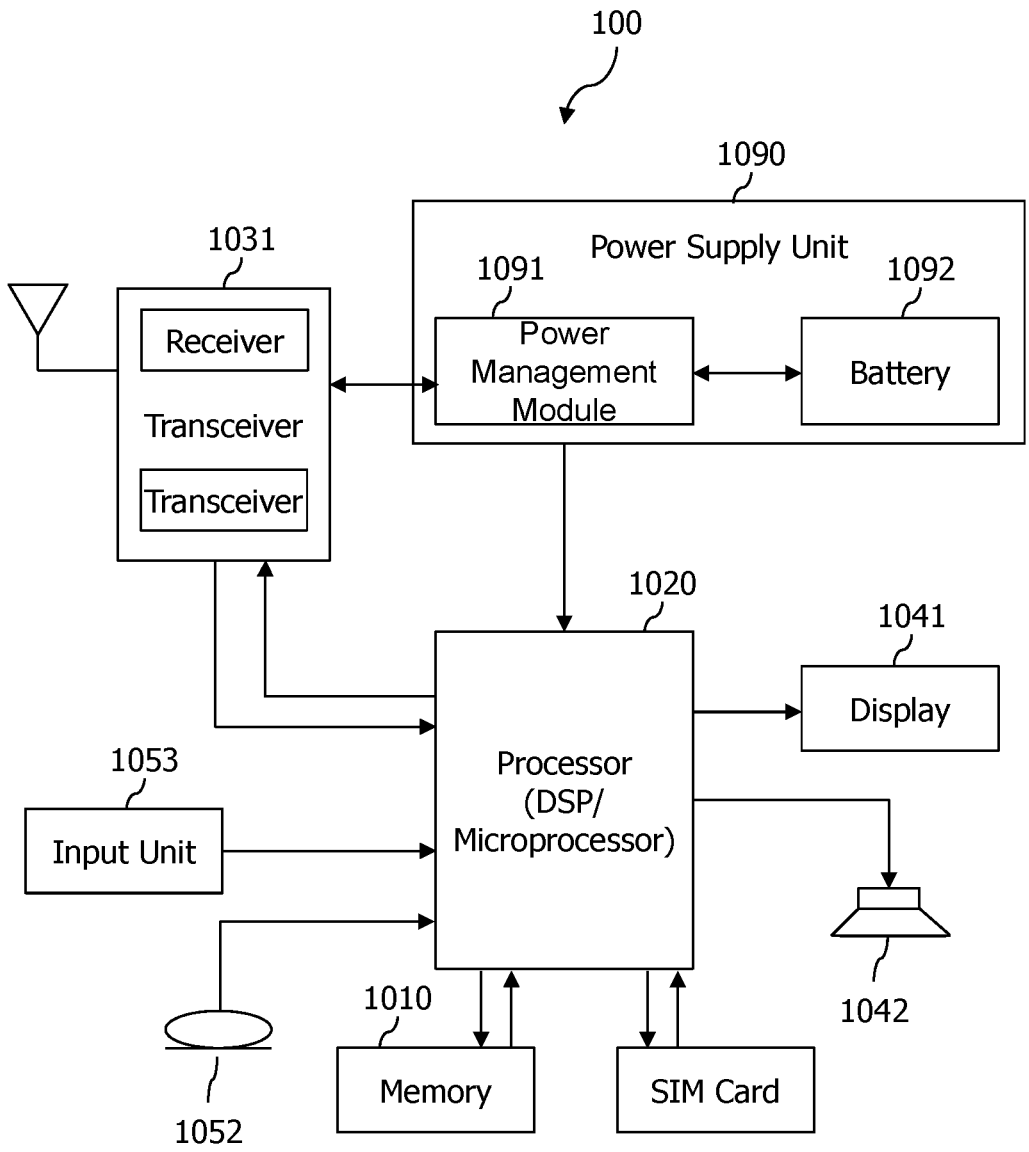 100
1090
Power Supply Unit
1031
1091
1092
Receiver
Power
Management
Module
Battery
Transceiver
Transceiver
1020
1041
Display
1053
Processor
(DSP/
Microprocessor)
Input Unit
1042
1010
Memory
SIM Card
1052